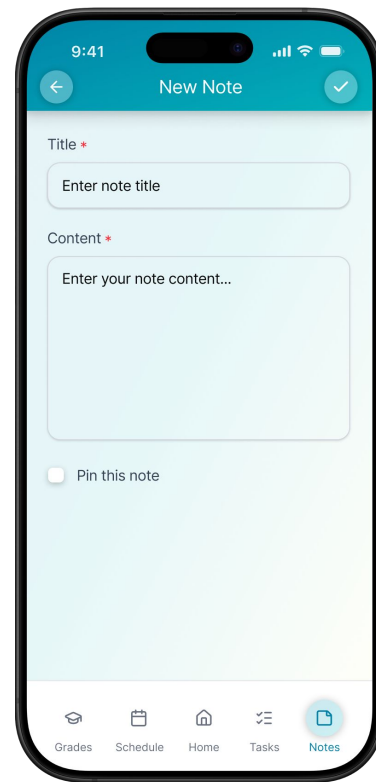 9:41
New Note
Title *
Enter note title
Content *
Enter your note content...
Pin this note
Grades Schedule Home Tasks Notes